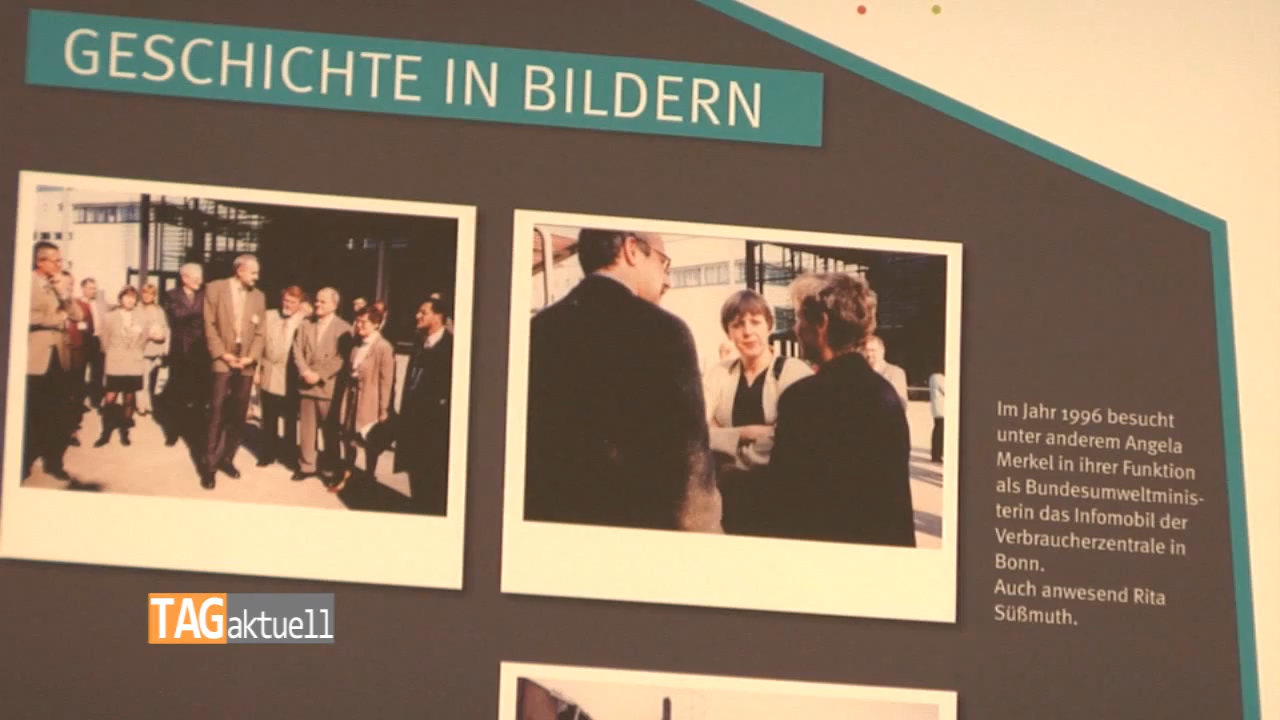 GESCHICHTE IN BILDERN
Im Jahr 1996 besucht
unter anderem Angela
Merkel in ihrer Funktion
als Bundesumweltminis-
terin das Infomobil der
Verbraucherzentrale in
Bonn.
Auch anwesend Rita
Süßmuth.
TAGaktuell